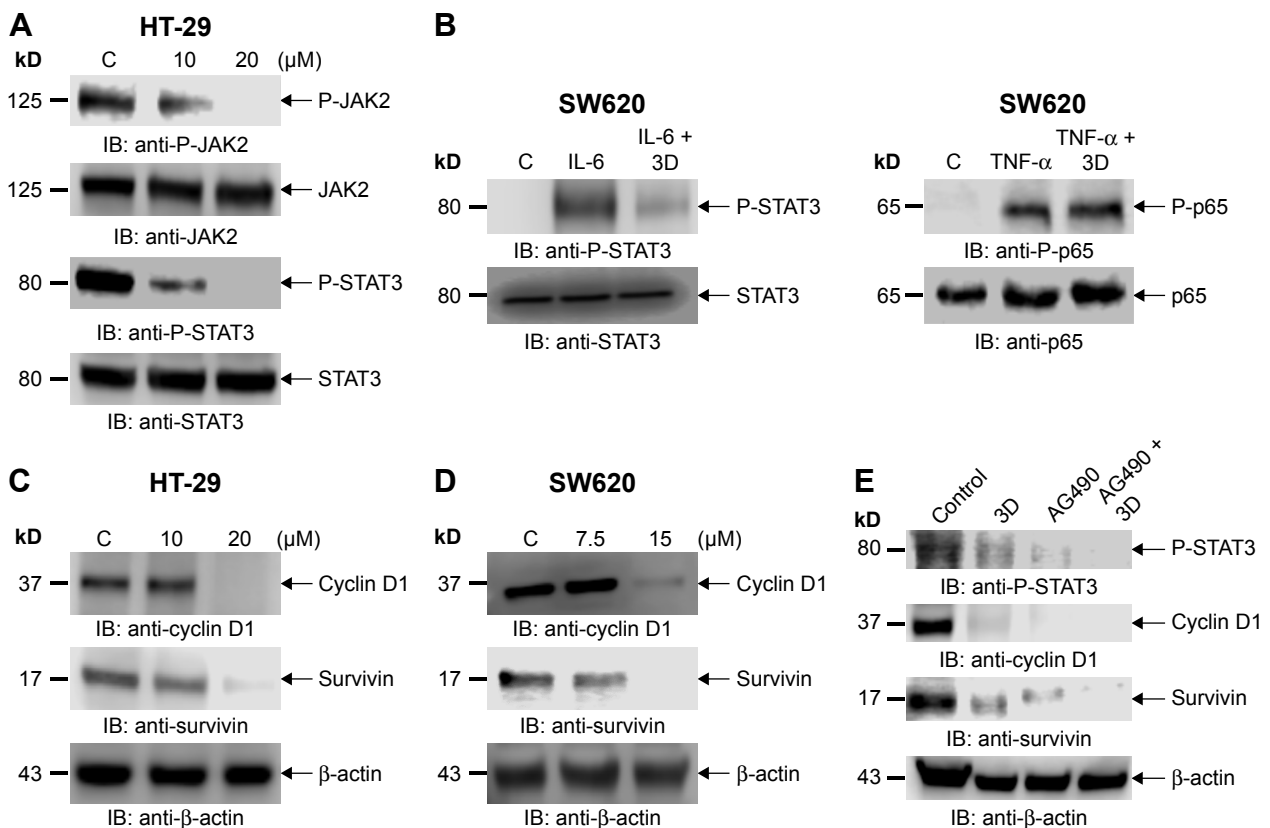 A
HT-29
kD C 10 20 (µM)
125 P-JAK2
IB: anti-P-JAK2
125 JAK2
IB: anti-JAK2
80 P-STAT3
IB: anti-P-STAT3
80 STAT3
IB: anti-STAT3
B
SW620
kD C IL-6 IL-6 +
3D
80 P-STAT3
IB: anti-P-STAT3
80 STAT3
IB: anti-STAT3
SW620
kD C TNF-α TNF-α +
3D
65 P-p65
IB: anti-P-p65
65 p65
IB: anti-p65
C
HT-29
kD C 10 20 (µM)
37 Cyclin D1
IB: anti-cyclin D1
17 Survivin
IB: anti-survivin
43 β-actin
IB: anti-β-actin
D
SW620
kD C 7.5 15 (µM)
37 Cyclin D1
IB: anti-cyclin D1
17 Survivin
IB: anti-survivin
43 β-actin
IB: anti-β-actin
E
kD Control 3D AG490 AG490 +
3D
80 P-STAT3
IB: anti-P-STAT3
37 Cyclin D1
IB: anti-cyclin D1
17 Survivin
IB: anti-survivin
43 β-actin
IB: anti-β-actin